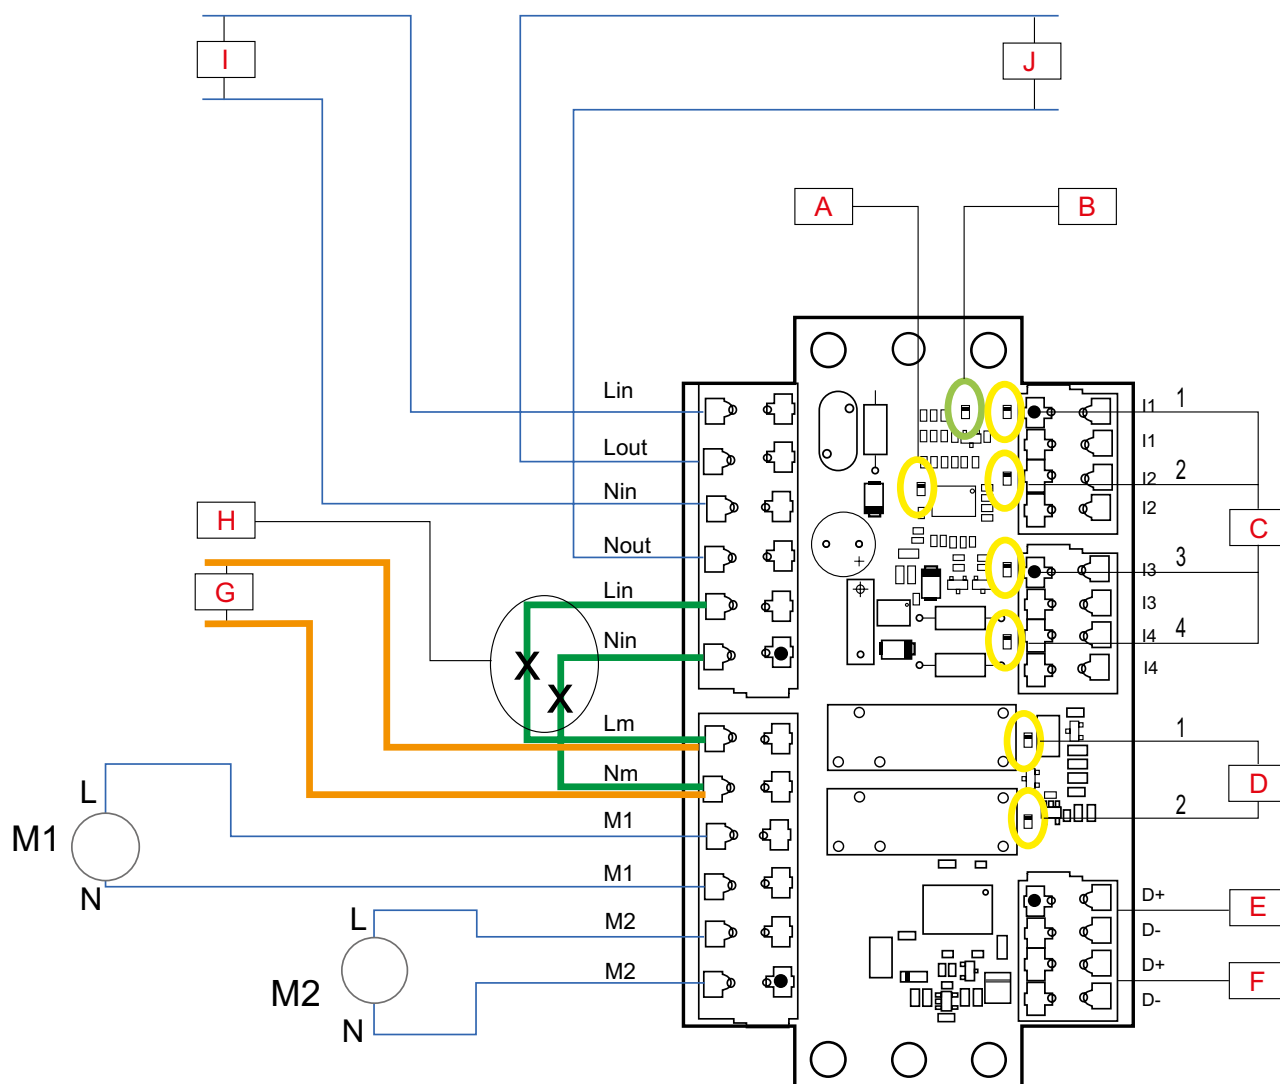 I
J
A
B
Lin
I1 1
Lout
I1
I2 2
Nin
I2
H
C
Nout
I3 3
G
Lin
I3
Nin
I4 4
I4
Lm
1
Nm
D
L
M1
2
M1
M1
N
D+
E
L
M2
D-
D+
M2
M2
F
D-
N
+
X
X